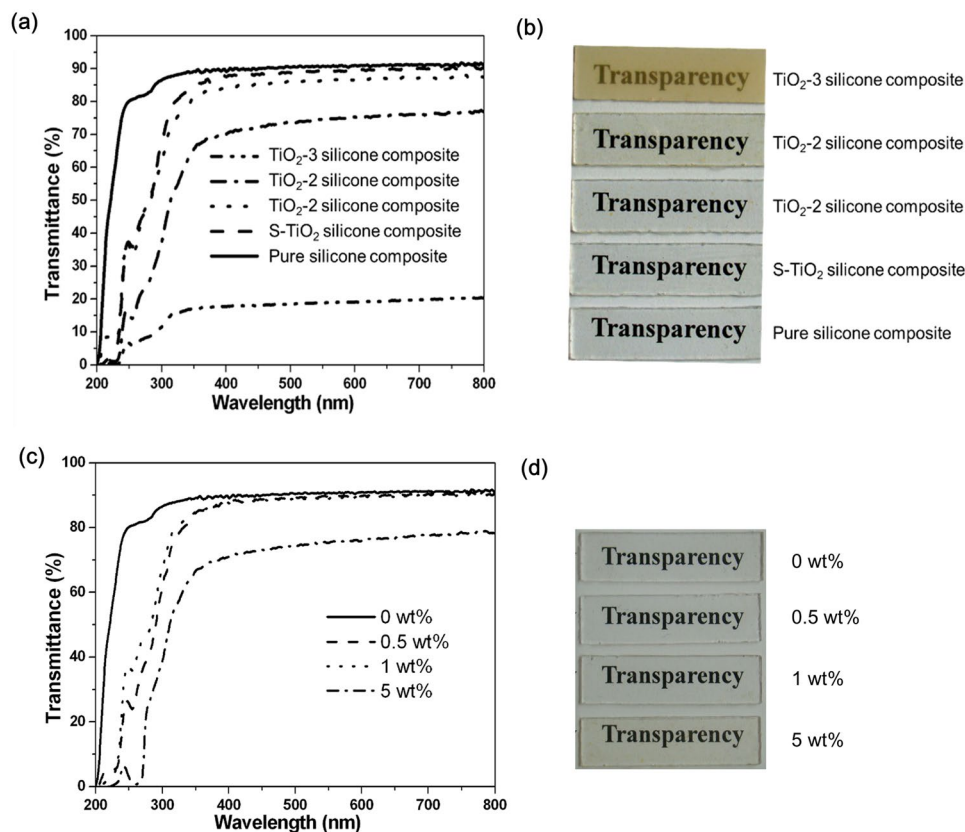 (a)
100
90
80
70
60
50
40
30
20
10
0
Transmittance (%)
TiO₂-3 silicone composite
TiO₂-2 silicone composite
TiO₂-2 silicone composite
S-TiO₂ silicone composite
Pure silicone composite
200 300 400 500 600 700 800
Wavelength (nm)
(b)
Transparency TiO₂-3 silicone composite
Transparency TiO₂-2 silicone composite
Transparency TiO₂-2 silicone composite
Transparency S-TiO₂ silicone composite
Transparency Pure silicone composite
(c)
100
80
60
40
20
0
Transmittance (%)
0 wt%
0.5 wt%
1 wt%
5 wt%
200 300 400 500 600 700 800
Wavelength (nm)
(d)
Transparency 0 wt%
Transparency 0.5 wt%
Transparency 1 wt%
Transparency 5 wt%